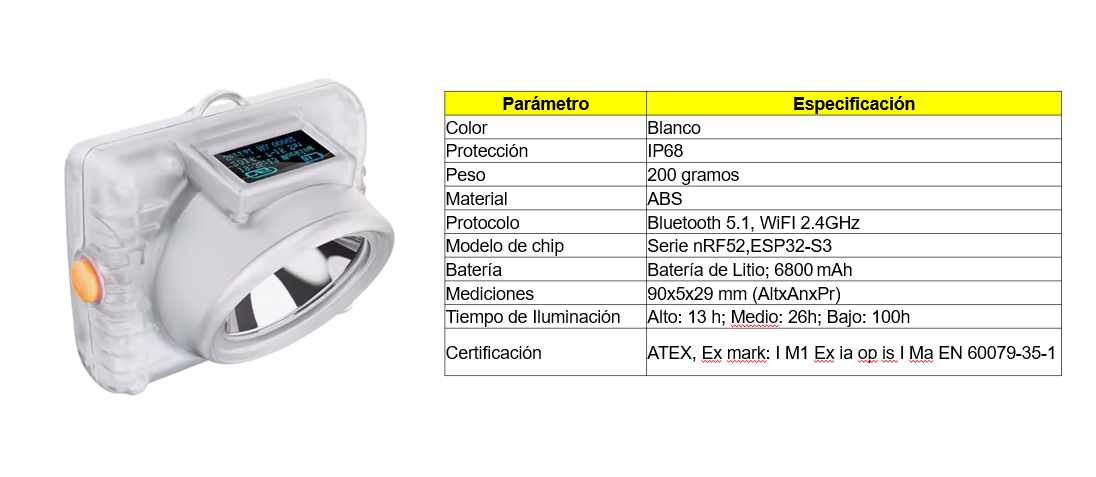 Parámetro Especificación
Color Blanco
Protección IP68
Peso 200 gramos
Material ABS
Protocolo Bluetooth 5.1, WiFI 2.4GHz
Modelo de chip Serie nRF52,ESP32-S3
Batería Batería de Litio; 6800 mAh
Mediciones 90x5x29 mm (AltxAnxPr)
Tiempo de Iluminación Alto: 13 h; Medio: 26h; Bajo: 100h
Certificación ATEX, Ex mark: I M1 Ex ia op is I Ma EN 60079-35-1